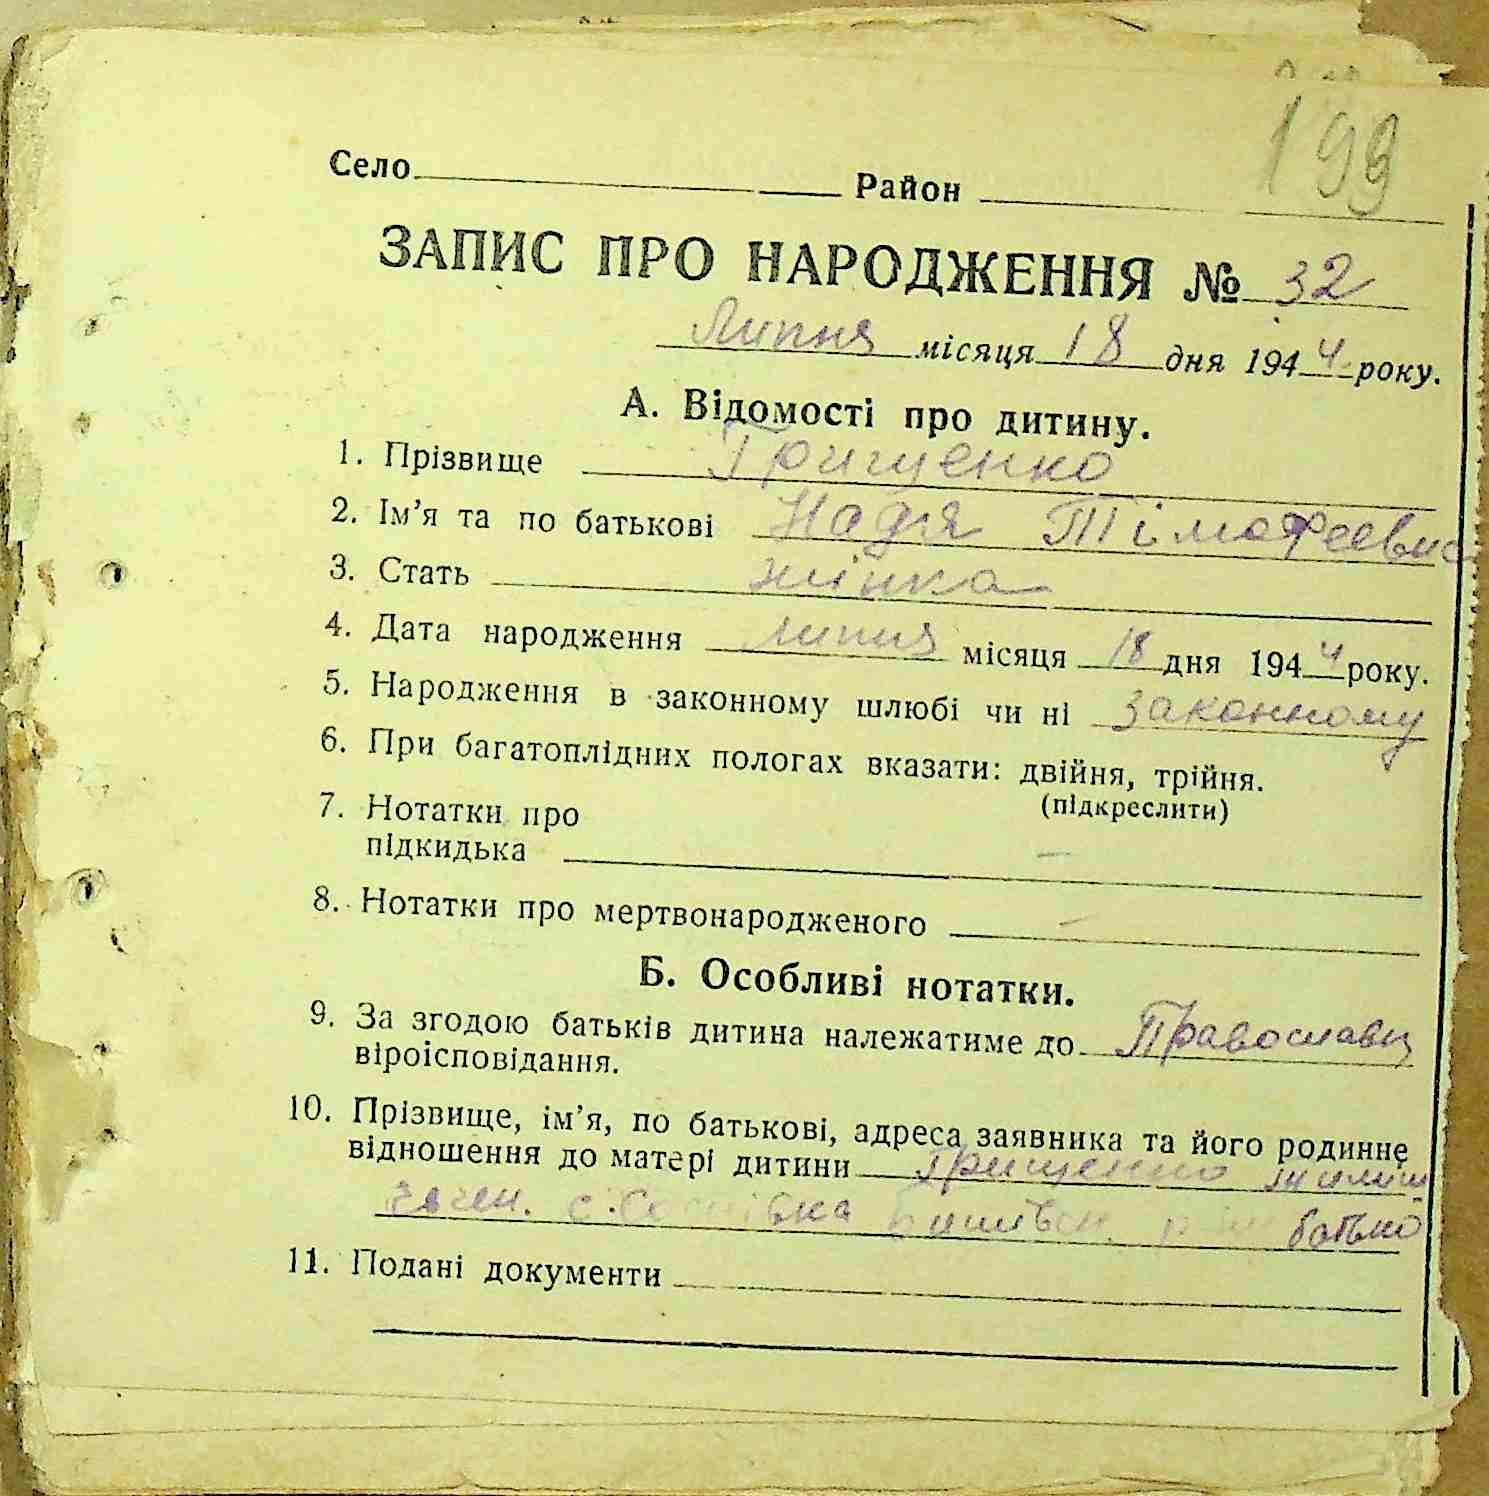 199
Село Район
ЗАПИС ПРО НАРОДЖЕННЯ № 32
Липня місяця 18 дня 1944 року.
А. Відомості про дитину.
1. Прізвище Грищенко
2. Ім'я та по батькові Надя Тімофеевна
3. Стать жінка
4. Дата народження липня місяця 18 дня 1944 року.
5. Народження в законному шлюбі чи ні законному
6. При багатоплідних пологах вказати: двійня, трійня.
(підкреслити)
7. Нотатки про
підкидька —
8. Нотатки про мертвонародженого —
Б. Особливі нотатки.
9. За згодою батьків дитина належатиме до Православн
віроісповідання.
10. Прізвище, ім'я, по батькові, адреса заявника та його родинне
відношення до матері дитини Грищенко
с. батько
11. Подані документи